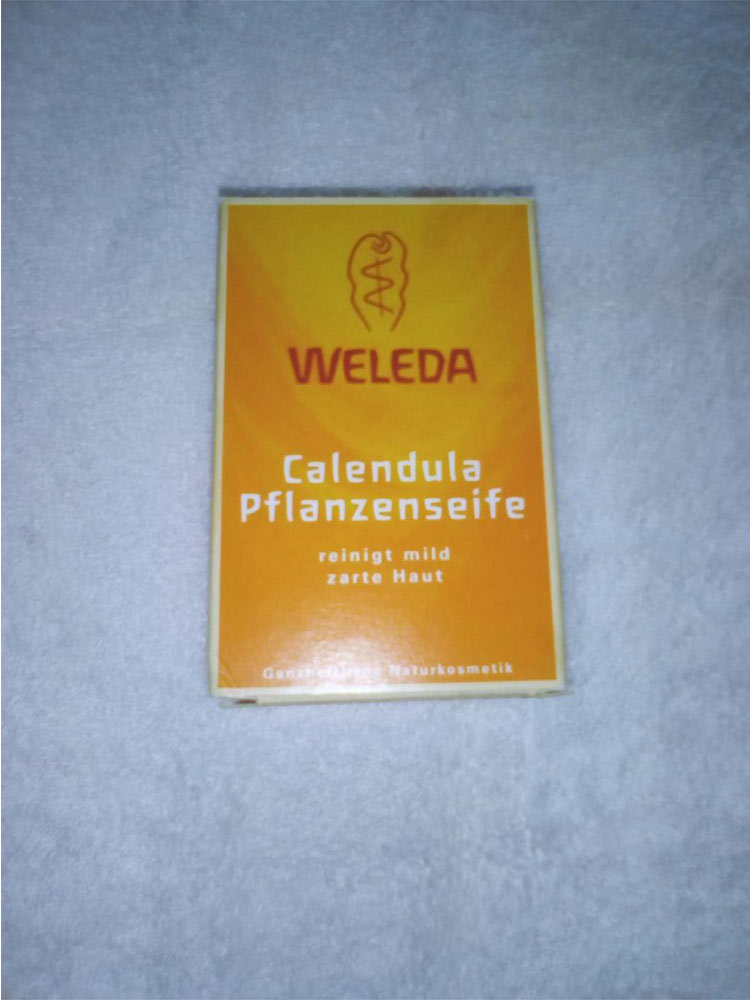 WELEDA
Calendula
Pflanzenseife
reinigt mild
zarte Haut
Naturkosmetik